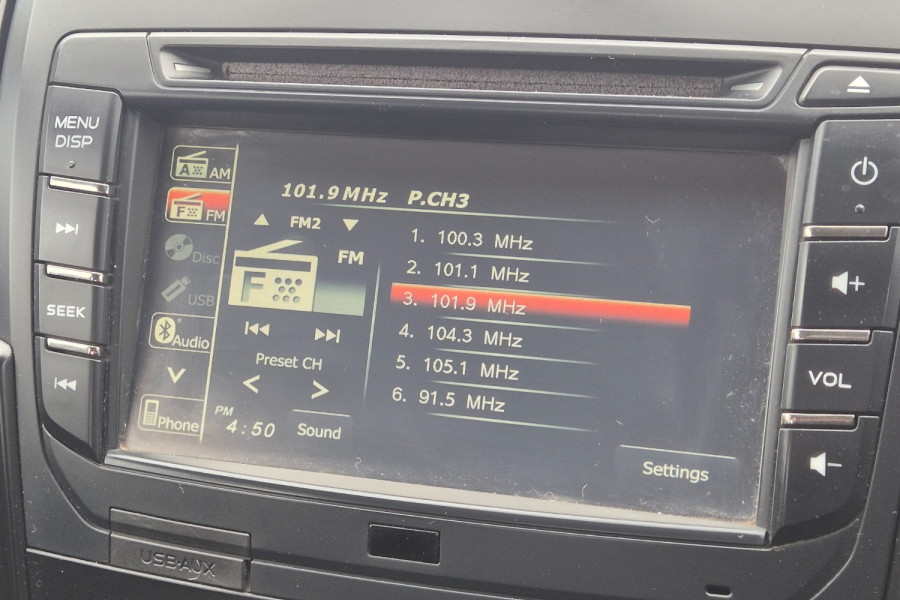 MENU
DISP
SEEK
VOL
AM
FM
Disc
USB
Audio
Phone
101.9 MHz P.CH3
FM2
FM
F
Preset CH
PM
4:50
Sound
1. 100.3 MHz
2. 101.1 MHz
3. 101.9 MHz
4. 104.3 MHz
5. 105.1 MHz
6. 91.5 MHz
Settings
USB·AUX